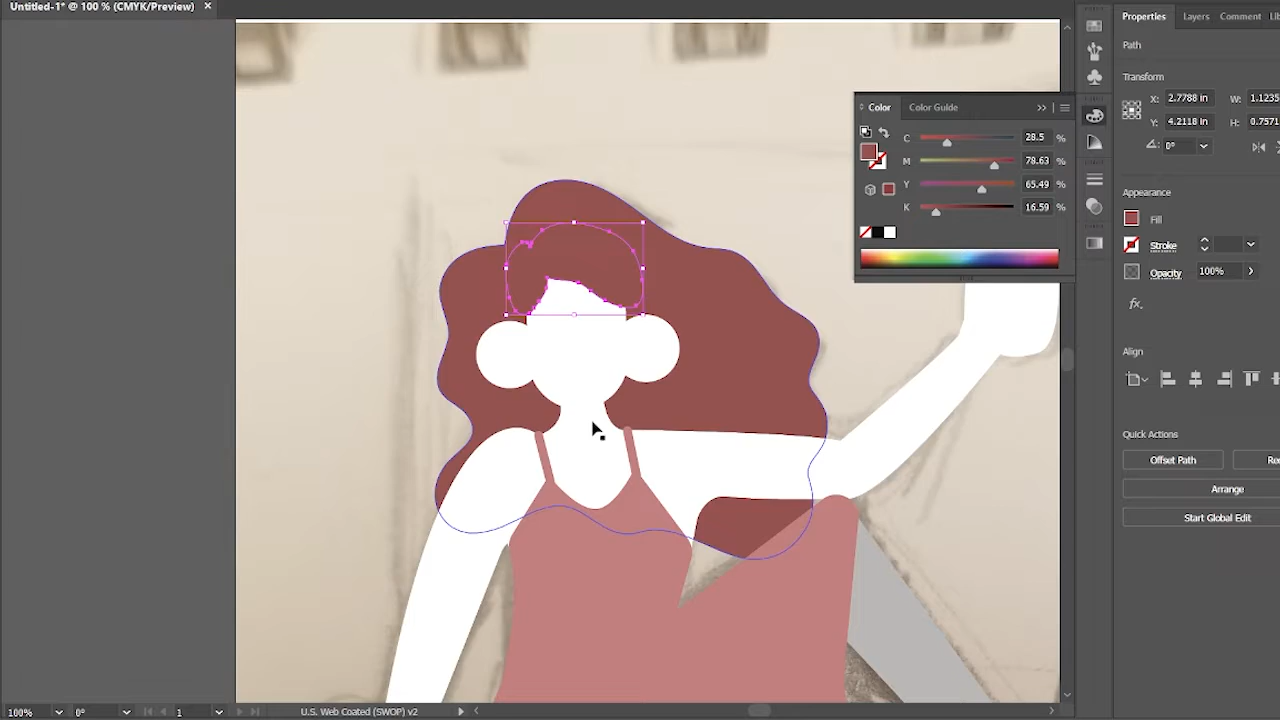 Untitled-1* @ 100 % (CMYK/Preview) ×
Properties Layers Comment Li
Path
Transform
X: 2.7788 in W: 1.1235
Y: 4.2118 in H: 0.7571
0°
Appearance
Fill
Stroke
Opacity 100%
fx.
Align
Quick Actions
Offset Path Re
Arrange
Start Global Edit
Color Color Guide
C 28.5 %
M 78.63 %
Y 65.49 %
K 16.59 %
100% 0° 1 U.S. Web Coated (SWOP) v2